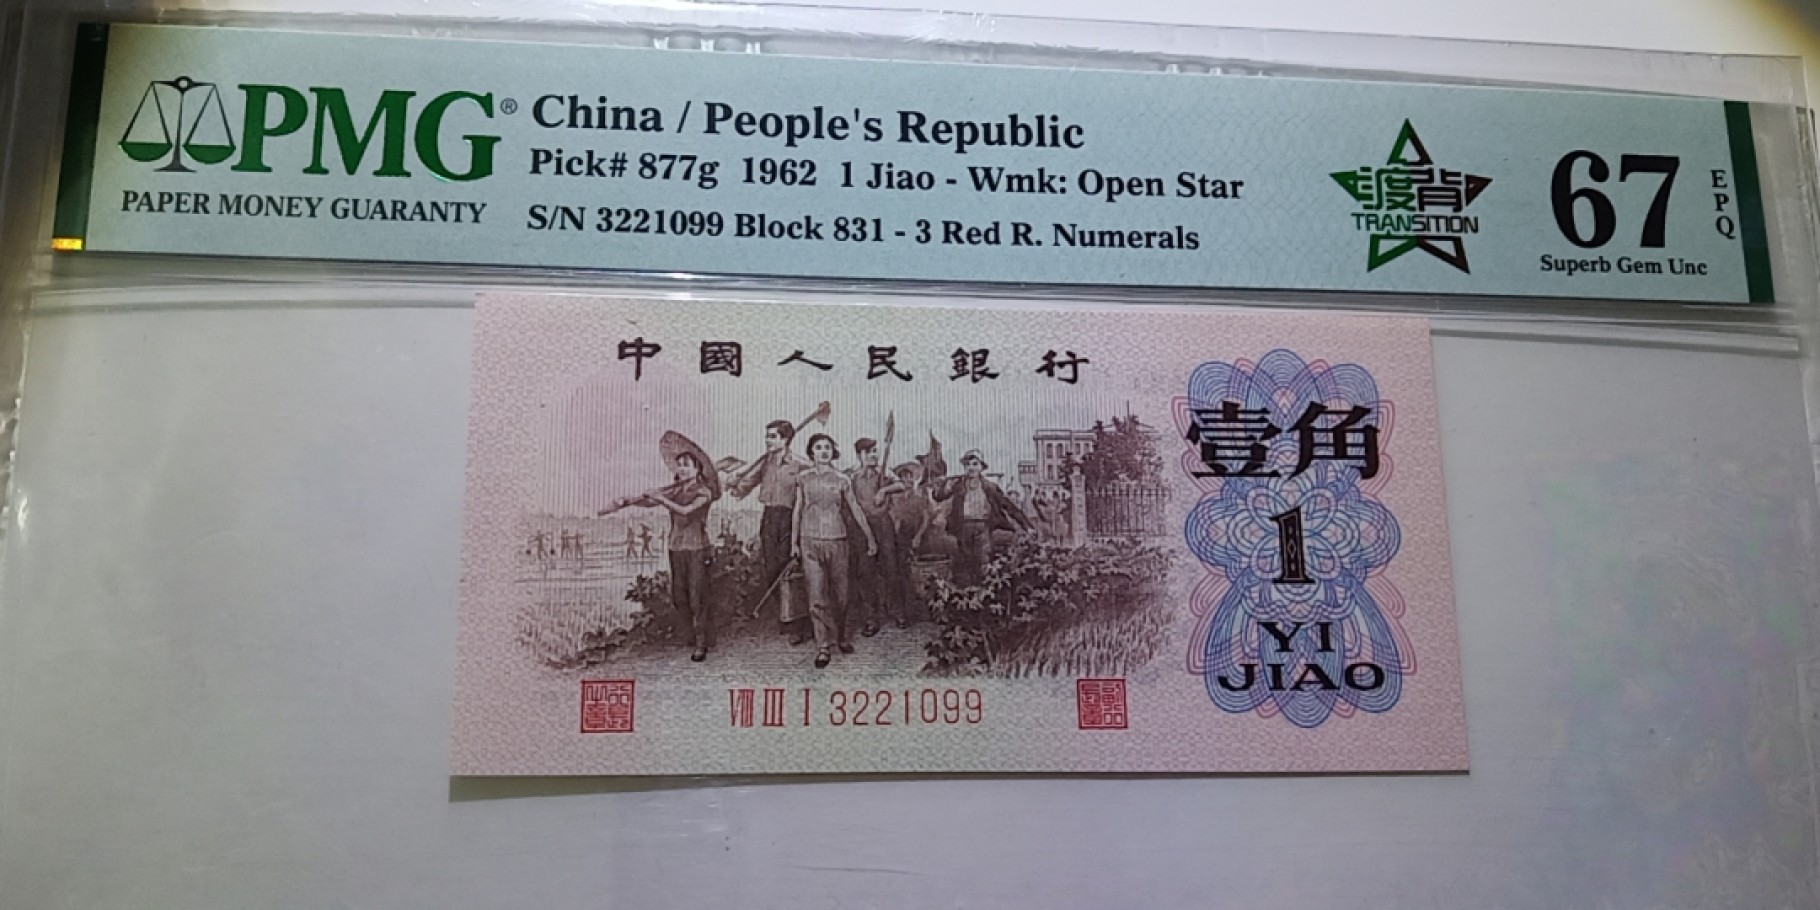 PMG®
PAPER MONEY GUARANTY
China / People's Republic
Pick# 877g 1962 1 Jiao - Wmk: Open Star
S/N 3221099 Block 831 - 3 Red R. Numerals
渡背
TRANSITION
67
EPQ
Superb Gem Unc
中國人民銀行
壹角
1
YI
JIAO
VIII III I 3221099